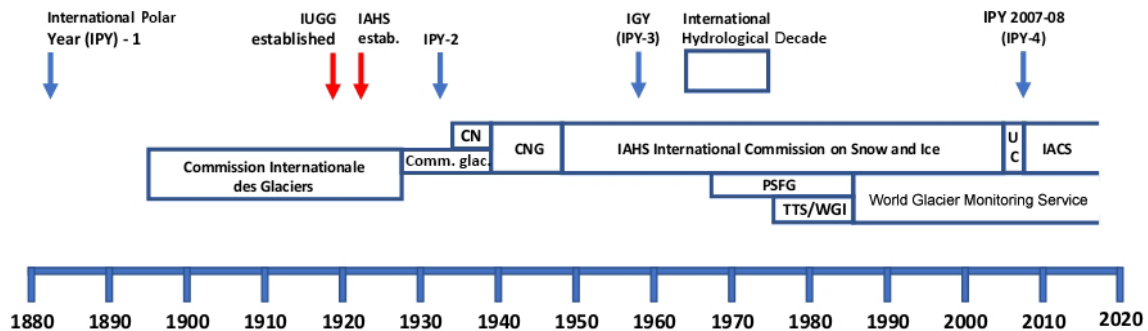 International Polar
Year (IPY) - 1
IUGG
established
IAHS
estab.
IPY-2
IGY
(IPY-3)
International
Hydrological Decade
IPY 2007-08
(IPY-4)
Commission Internationale
des Glaciers
Comm. glac.
CN
CNG
IAHS International Commission on Snow and Ice
U
C
IACS
PSFG
TTS/WGI
World Glacier Monitoring Service
1880 1890 1900 1910 1920 1930 1940 1950 1960 1970 1980 1990 2000 2010 2020